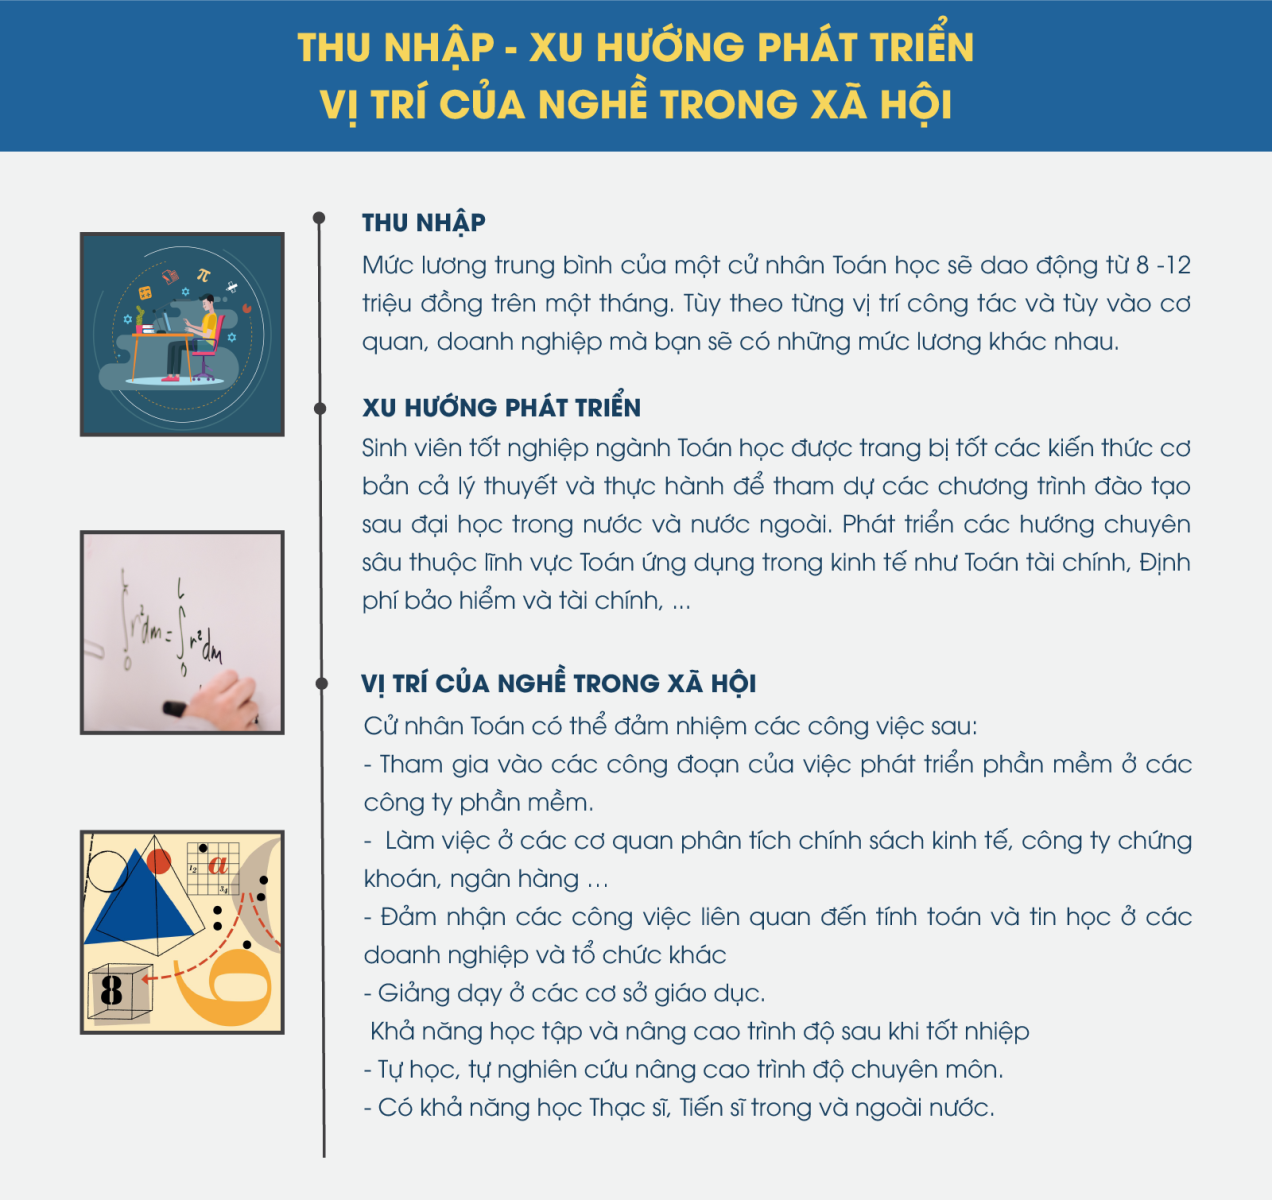 THU NHẬP - XU HƯỚNG PHÁT TRIỂN
VỊ TRÍ CỦA NGHỀ TRONG XÃ HỘI
THU NHẬP
Mức lương trung bình của một cử nhân Toán học sẽ dao động từ 8 -12
triệu đồng trên một tháng. Tùy theo từng vị trí công tác và tùy vào cơ
quan, doanh nghiệp mà bạn sẽ có những mức lương khác nhau.
XU HƯỚNG PHÁT TRIỂN
Sinh viên tốt nghiệp ngành Toán học được trang bị tốt các kiến thức cơ
bản cả lý thuyết và thực hành để tham dự các chương trình đào tạo
sau đại học trong nước và nước ngoài. Phát triển các hướng chuyên
sâu thuộc lĩnh vực Toán ứng dụng trong kinh tế như Toán tài chính, Định
phí bảo hiểm và tài chính, ...
VỊ TRÍ CỦA NGHỀ TRONG XÃ HỘI
Cử nhân Toán có thể đảm nhiệm các công việc sau:
- Tham gia vào các công đoạn của việc phát triển phần mềm ở các
công ty phần mềm.
- Làm việc ở các cơ quan phân tích chính sách kinh tế, công ty chứng
khoán, ngân hàng ...
- Đảm nhận các công việc liên quan đến tính toán và tin học ở các
doanh nghiệp và tổ chức khác
- Giảng dạy ở các cơ sở giáo dục.
Khả năng học tập và nâng cao trình độ sau khi tốt nhiệp
- Tự học, tự nghiên cứu nâng cao trình độ chuyên môn.
- Có khả năng học Thạc sĩ, Tiến sĩ trong và ngoài nước.
π
∫ r²dm = ∫ r²dm
L
0
0
a
12
34
8
6